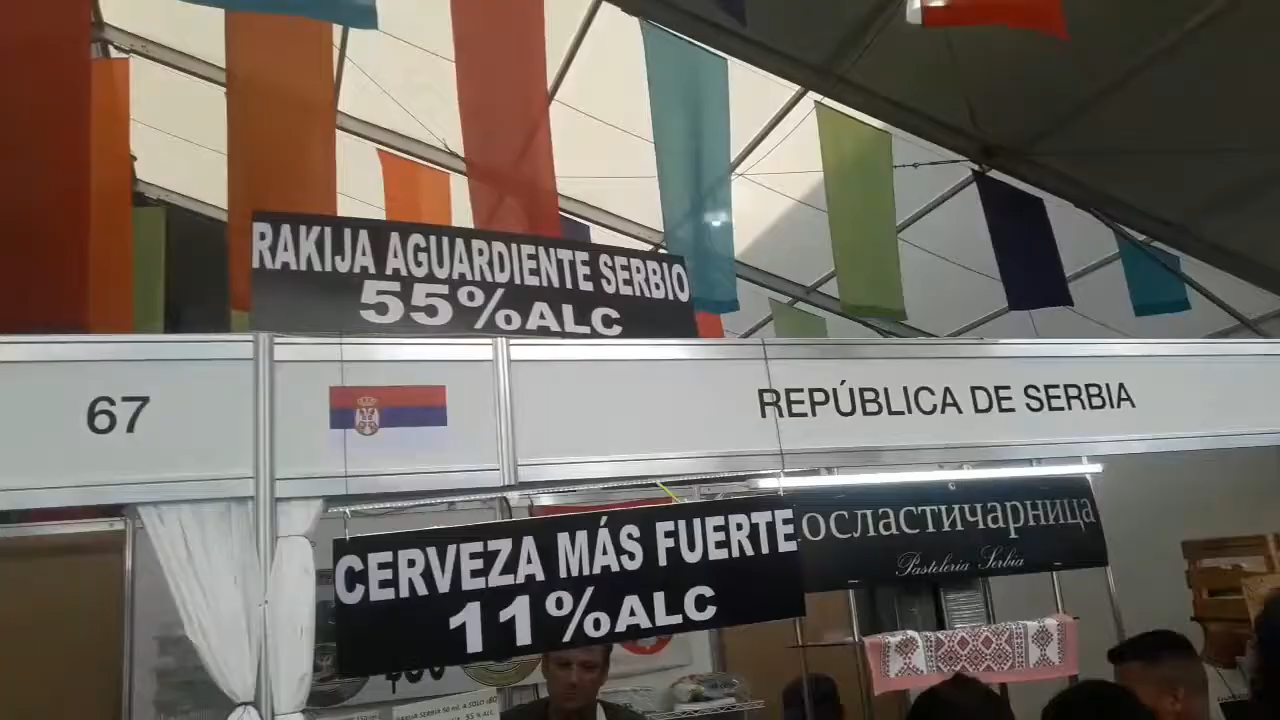 RAKIJA AGUARDIENTE SERBIO
55%ALC
67
REPÚBLICA DE SERBIA
CERVEZA MÁS FUERTE
11%ALC
осластичарница
Pastelería Serbia